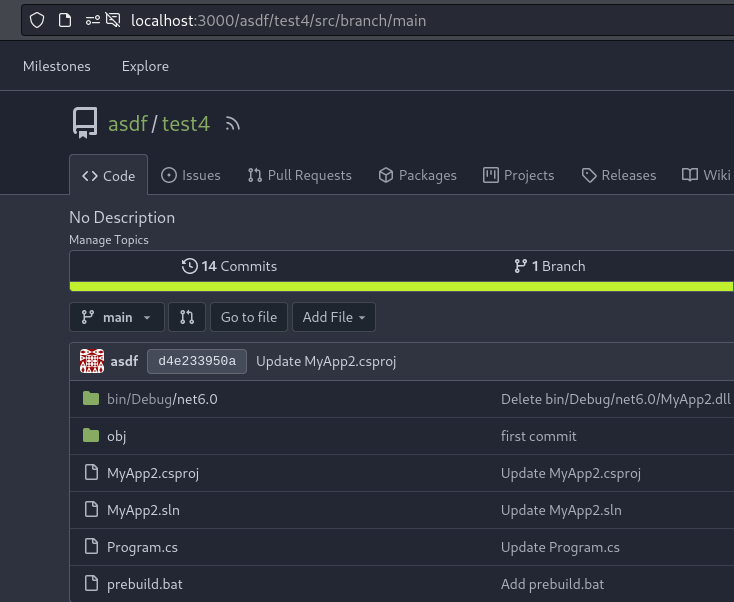 localhost:3000/asdf/test4/src/branch/main
Milestones Explore
asdf / test4
Code Issues Pull Requests Packages Projects Releases Wiki
No Description
Manage Topics
14 Commits 1 Branch
main Go to file Add File
asdf d4e233950a Update MyApp2.csproj
bin/Debug/net6.0 Delete bin/Debug/net6.0/MyApp2.dll
obj first commit
MyApp2.csproj Update MyApp2.csproj
MyApp2.sln Update MyApp2.sln
Program.cs Update Program.cs
prebuild.bat Add prebuild.bat